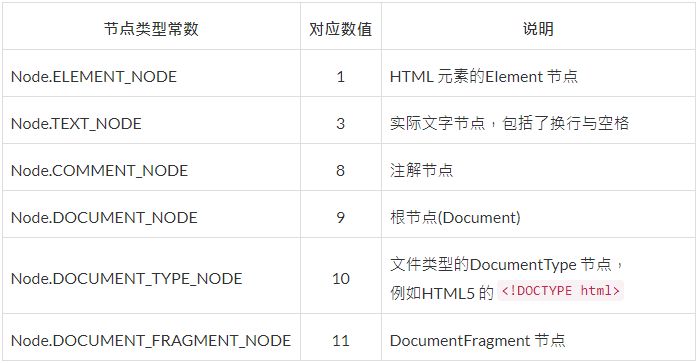 节点类型常数 对应数值 说明
Node.ELEMENT_NODE 1 HTML 元素的Element 节点
Node.TEXT_NODE 3 实际文字节点，包括了换行与空格
Node.COMMENT_NODE 8 注解节点
Node.DOCUMENT_NODE 9 根节点(Document)
Node.DOCUMENT_TYPE_NODE 10 文件类型的DocumentType 节点，
例如HTML5 的 <!DOCTYPE html>
Node.DOCUMENT_FRAGMENT_NODE 11 DocumentFragment 节点